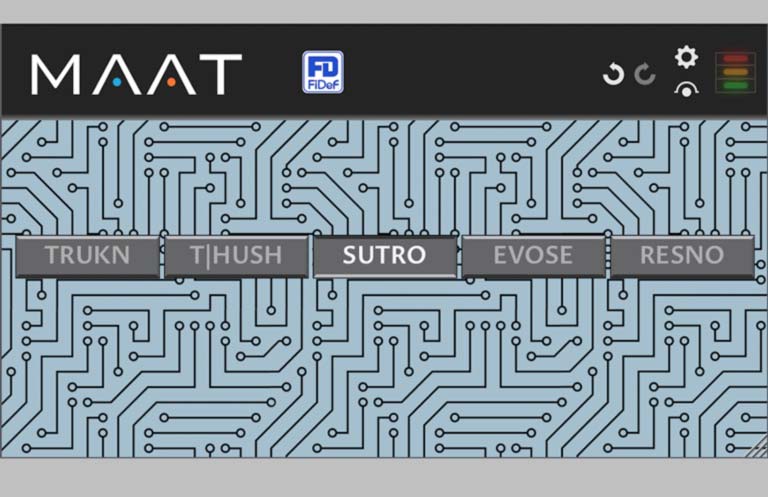 MAAT
FD
FiDeF
TRUKN
T|HUSH
SUTRO
EVOSE
RESNO